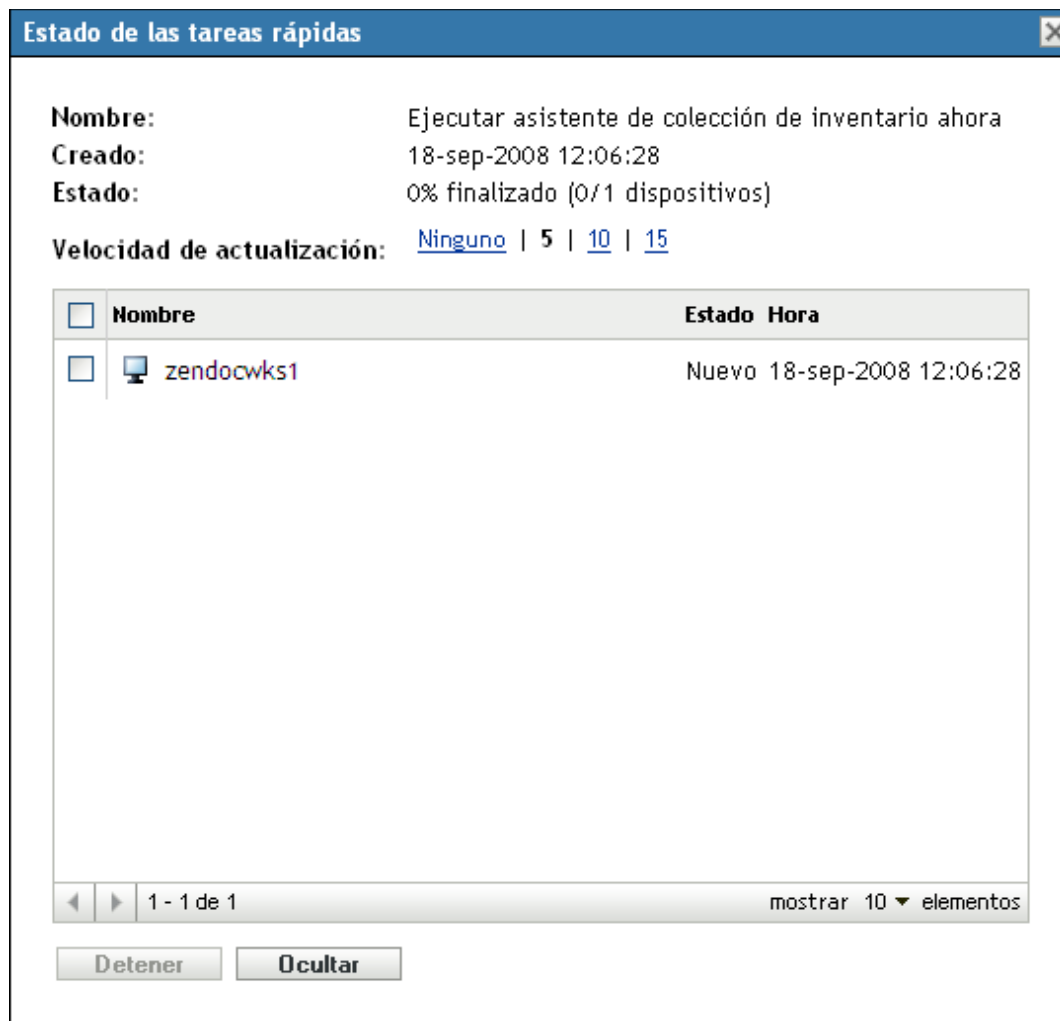 Estado de las tareas rápidas
Nombre: Ejecutar asistente de colección de inventario ahora
Creado: 18-sep-2008 12:06:28
Estado: 0% finalizado (0/1 dispositivos)
Velocidad de actualización: Ninguno | 5 | 10 | 15
Nombre Estado Hora
zendocwks1 Nuevo 18-sep-2008 12:06:28
1 - 1 de 1 mostrar 10 elementos
Detener Ocultar